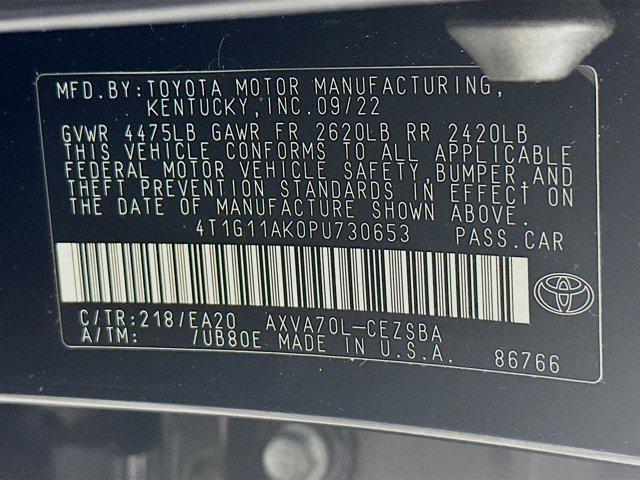 MFD.BY:TOYOTA MOTOR MANUFACTURING,
KENTUCKY,INC.09/22
GVWR 4475LB GAWR FR 2620LB RR 2420LB
THIS VEHICLE CONFORMS TO ALL APPLICABLE
FEDERAL MOTOR VEHICLE SAFETY,BUMPER,AND
THEFT PREVENTION STANDARDS IN EFFECT ON
THE DATE OF MANUFACTURE SHOWN ABOVE.
4T1G11AK0PU730653 PASS.CAR
C/TR:218/EA20 AXVA70L-CEZSBA
A/TM: /UB80E MADE IN U.S.A. 86766